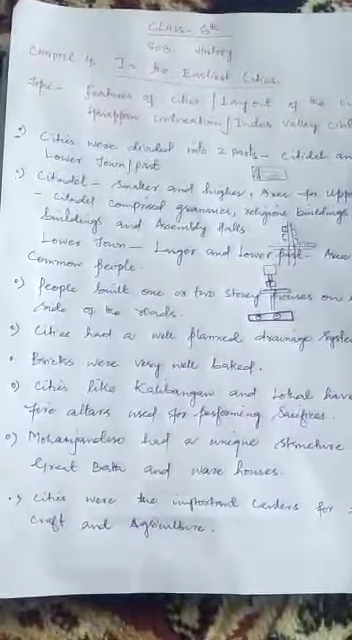 CLASS - 6th
SUB. History
Chapter 4 In the Earliest Cities.
Topic - features of cities / Layout of the
Harappan civilization / Indus Valley civil
Cities were divided into 2 parts - Citidel an
Lower Town / part
Citadel - Smaller and higher, Area for upp
- Citadel comprised granaries, religious buildings
buildings and Assembly Halls.
Lower Town - Larger and Lower part - Area
Common people.
People built one or two storey houses on
side of the roads.
Cities had a well planned drainage syste
Bricks were very well baked.
Cities like Kalibangan and Lothal have
fire altars used for performing Sacrifices.
Mohanjandaso had a unique structure
Great Bath and ware houses.
Cities were the important centers for
craft and Agriculture.